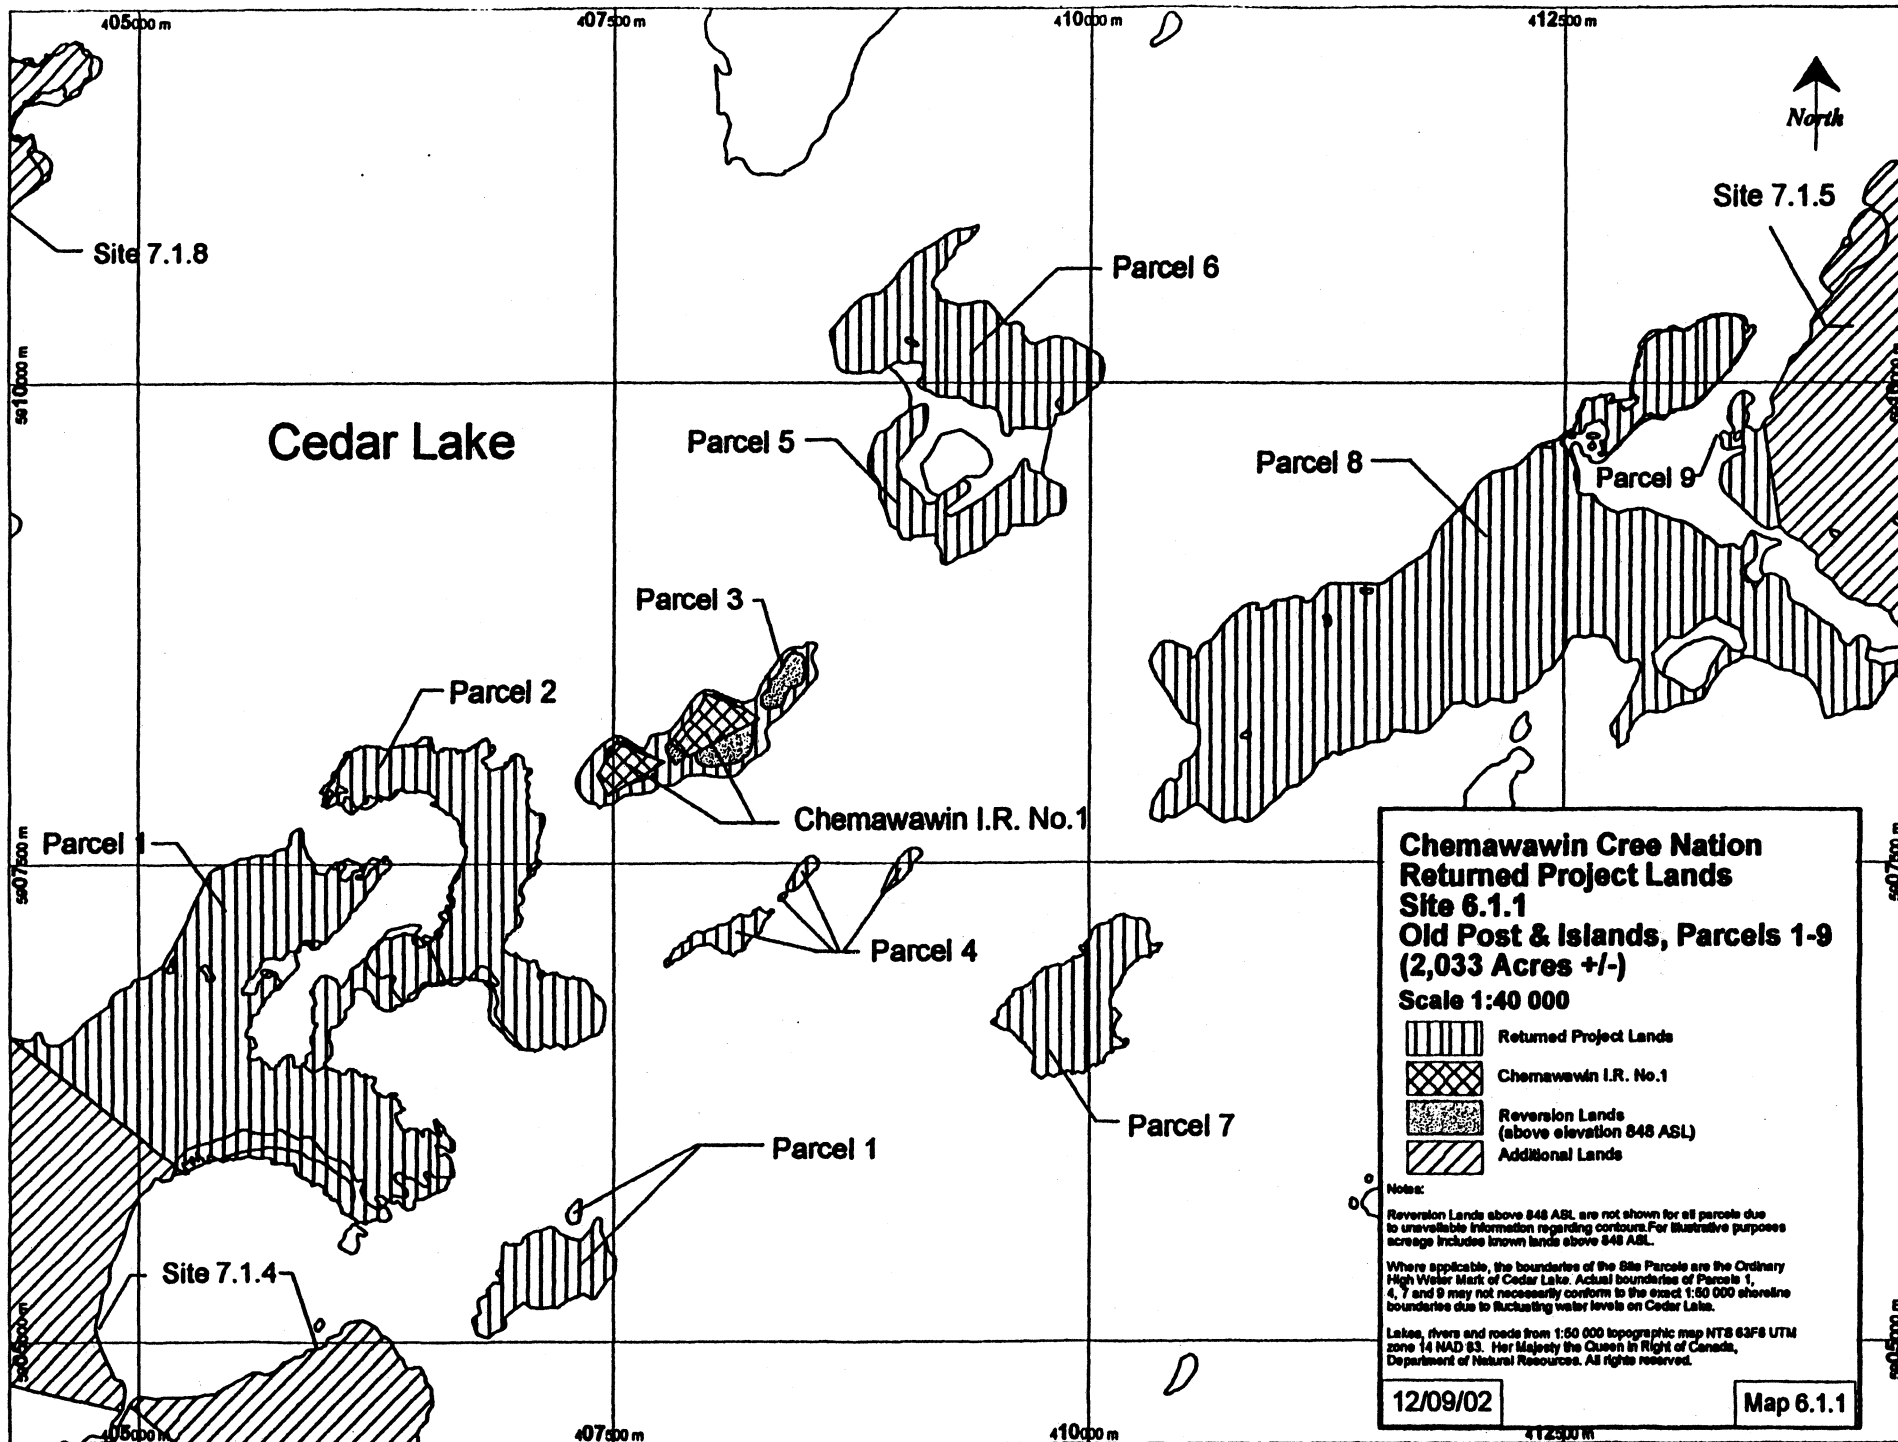 405000 m
407500 m
410000 m
412500 m
North
Site 7.1.5
Site 7.1.8
Parcel 6
5910000 m
5910000 m
Cedar Lake
Parcel 5
Parcel 8
Parcel 9
Parcel 3
Parcel 2
Chemawawin I.R. No.1
Parcel 1
5907500 m
5907500 m
Parcel 4
Parcel 7
Parcel 1
Site 7.1.4
5905000 m
5905000 m
Chemawawin Cree Nation
Returned Project Lands
Site 6.1.1
Old Post & Islands, Parcels 1-9
(2,033 Acres +/-)
Scale 1:40 000
Returned Project Lands
Chemawawin I.R. No.1
Reversion Lands
(above elevation 848 ASL)
Additional Lands
Notes:
Reversion Lands above 848 ASL are not shown for all parcels due
to unavailable information regarding contours.For illustrative purposes
acreage includes known lands above 848 ASL.
Where applicable, the boundaries of the Site Parcels are the Ordinary
High Water Mark of Cedar Lake. Actual boundaries of Parcels 1,
4, 7 and 9 may not necessarily conform to the exact 1:50 000 shoreline
boundaries due to fluctuating water levels on Cedar Lake.
Lakes, rivers and roads from 1:50 000 topographic map NTS 63F8 UTM
zone 14 NAD 83. Her Majesty the Queen in Right of Canada,
Department of Natural Resources. All rights reserved.
12/09/02
Map 6.1.1
405000 m
407500 m
410000 m
412500 m